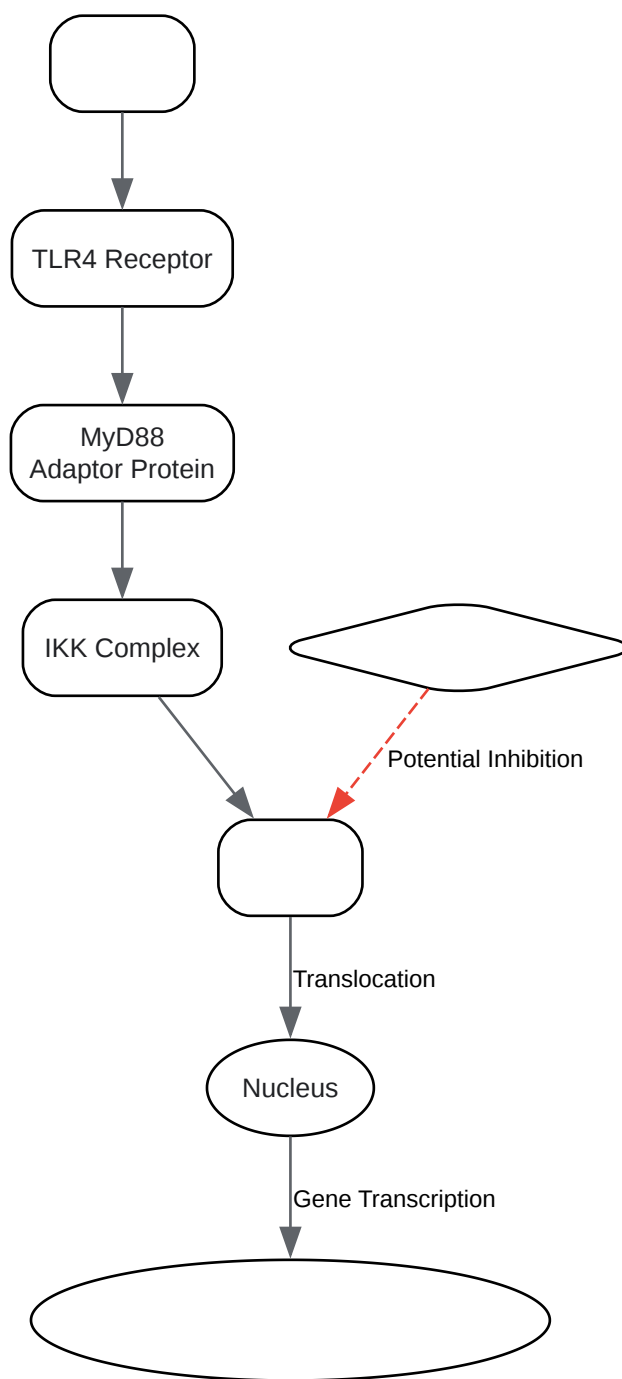 TLR4 Receptor
MyD88
Adaptor Protein
IKK Complex
Potential Inhibition
Translocation
Nucleus
Gene Transcription